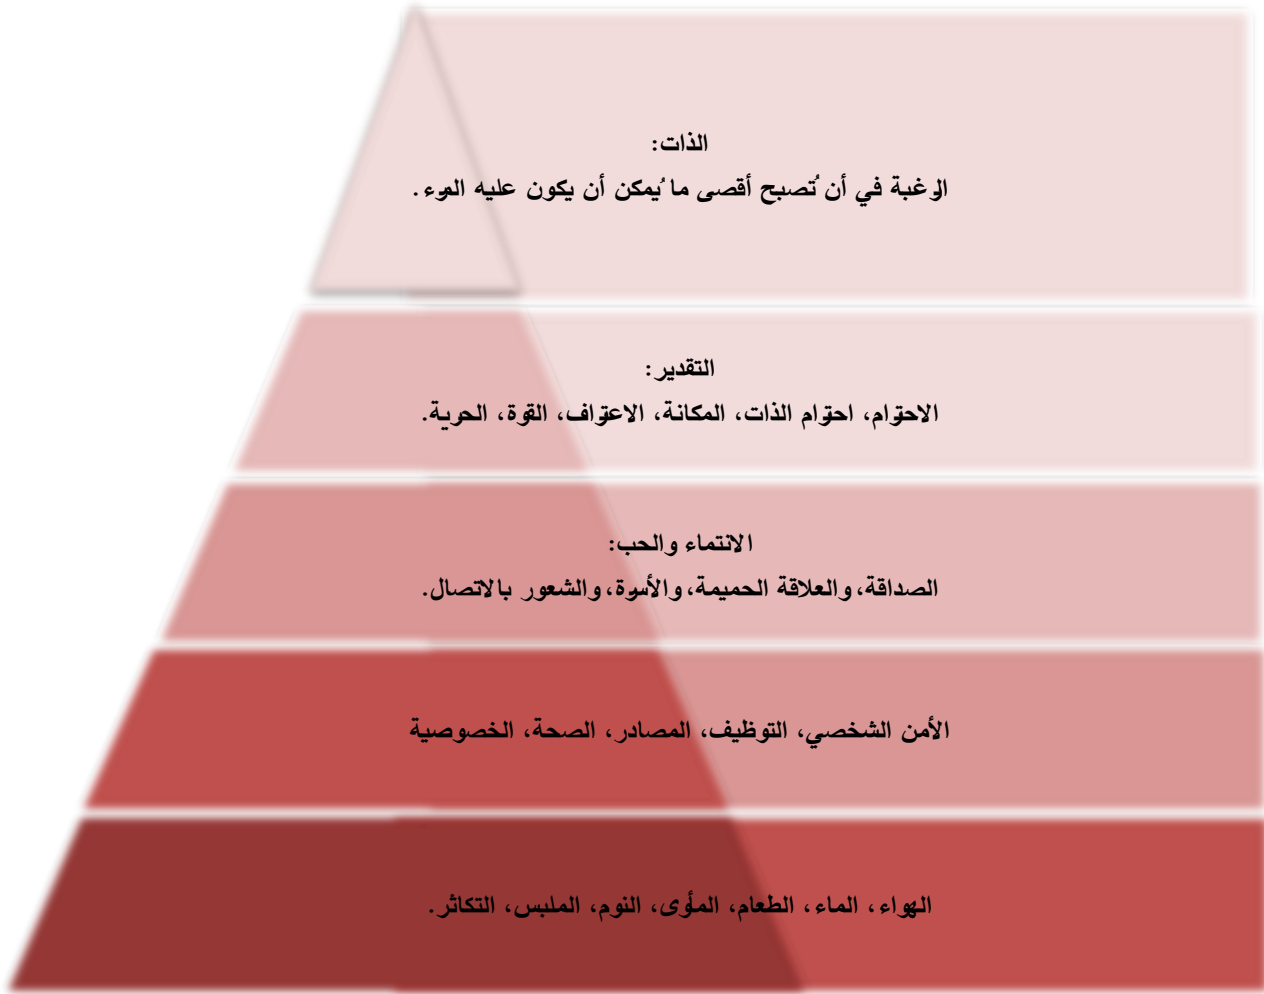 الذات:
الرغبة في أن تُصبح أقصى ما يُمكن أن يكون عليه المرء.
التقدير:
الاحترام، احترام الذات، المكانة، الاعتراف، القوة، الحرية.
الانتماء والحب:
الصداقة، والعلاقة الحميمة، والأسرة، والشعور بالاتصال.
الأمن الشخصي، التوظيف، المصادر، الصحة، الخصوصية
الهواء، الماء، الطعام، المأوى، النوم، الملبس، التكاثر.